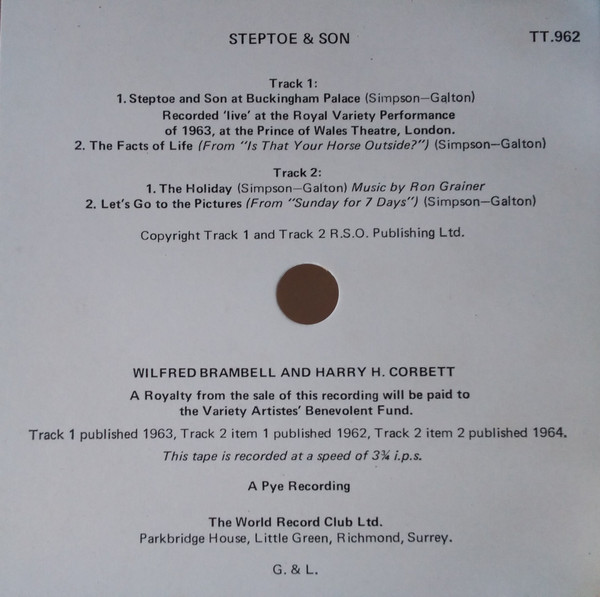 STEPTOE & SON
TT.962
Track 1:
1. Steptoe and Son at Buckingham Palace (Simpson—Galton)
Recorded 'live' at the Royal Variety Performance
of 1963, at the Prince of Wales Theatre, London.
2. The Facts of Life (From "Is That Your Horse Outside?") (Simpson—Galton)
Track 2:
1. The Holiday (Simpson—Galton) Music by Ron Grainer
2. Let's Go to the Pictures (From "Sunday for 7 Days") (Simpson—Galton)
Copyright Track 1 and Track 2 R.S.O. Publishing Ltd.
WILFRED BRAMBELL AND HARRY H. CORBETT
A Royalty from the sale of this recording will be paid to
the Variety Artistes' Benevolent Fund.
Track 1 published 1963, Track 2 item 1 published 1962, Track 2 item 2 published 1964.
This tape is recorded at a speed of 3¾ i.p.s.
A Pye Recording
The World Record Club Ltd.
Parkbridge House, Little Green, Richmond, Surrey.
G. & L.